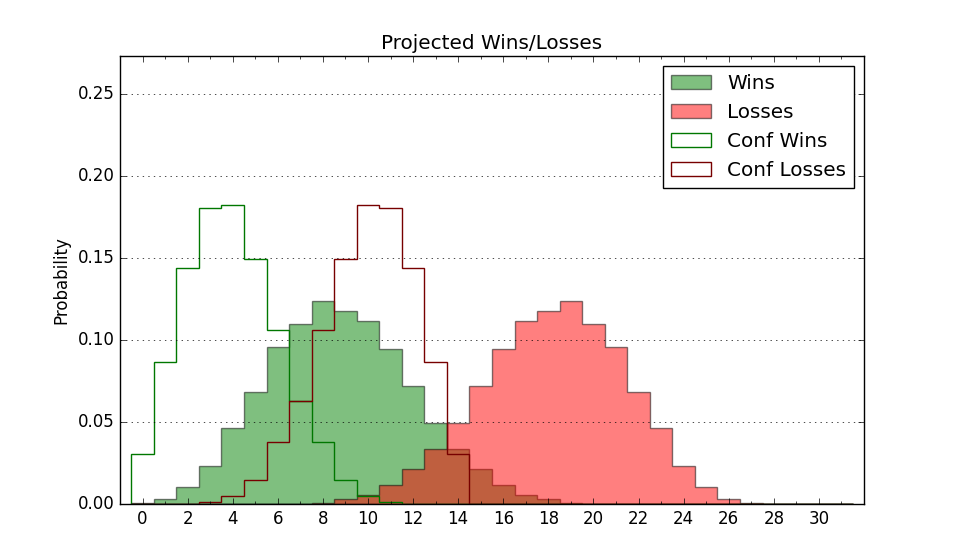 Projected Wins/Losses
Probability
0.25
0.20
0.15
0.10
0.05
0.00
Wins
Losses
Conf Wins
Conf Losses
0 2 4 6 8 10 12 14 16 18 20 22 24 26 28 30